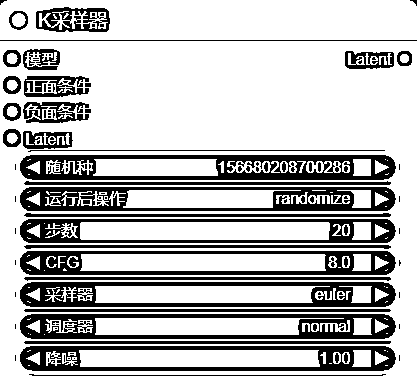 K采样器
模型 Latent
正面条件
负面条件
Latent
随机种 156680208700286
运行后操作 randomize
步数 20
CFG 8.0
采样器 euler
调度器 normal
降噪 1.00